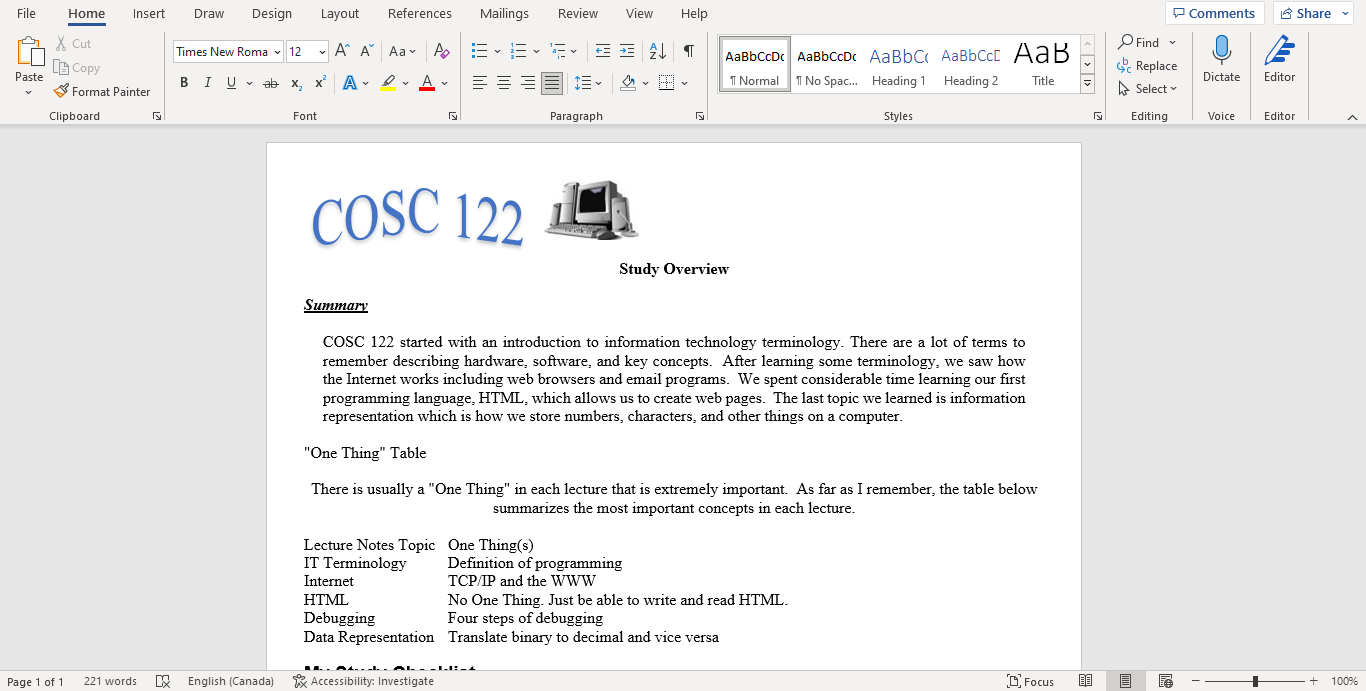 File Home Insert Draw Design Layout References Mailings Review View Help Comments Share
Paste Cut Copy Format Painter
Times New Roma 12 Aa
AaBbCcDc AaBbCcDc AaBbCc AaBbCcD AaB
¶ Normal ¶ No Spac... Heading 1 Heading 2 Title
Find Replace Select
Dictate Editor
Clipboard Font Paragraph Styles Editing Voice Editor
COSC 122
Study Overview
Summary
COSC 122 started with an introduction to information technology terminology. There are a lot of terms to
remember describing hardware, software, and key concepts.  After learning some terminology, we saw how
the Internet works including web browsers and email programs.  We spent considerable time learning our first
programming language, HTML, which allows us to create web pages.  The last topic we learned is information
representation which is how we store numbers, characters, and other things on a computer.
"One Thing" Table
There is usually a "One Thing" in each lecture that is extremely important.  As far as I remember, the table below
summarizes the most important concepts in each lecture.
Lecture Notes Topic One Thing(s)
IT Terminology Definition of programming
Internet TCP/IP and the WWW
HTML No One Thing. Just be able to write and read HTML.
Debugging Four steps of debugging
Data Representation Translate binary to decimal and vice versa
My Study Checklist
Page 1 of 1 221 words English (Canada) Accessibility: Investigate Focus 100%